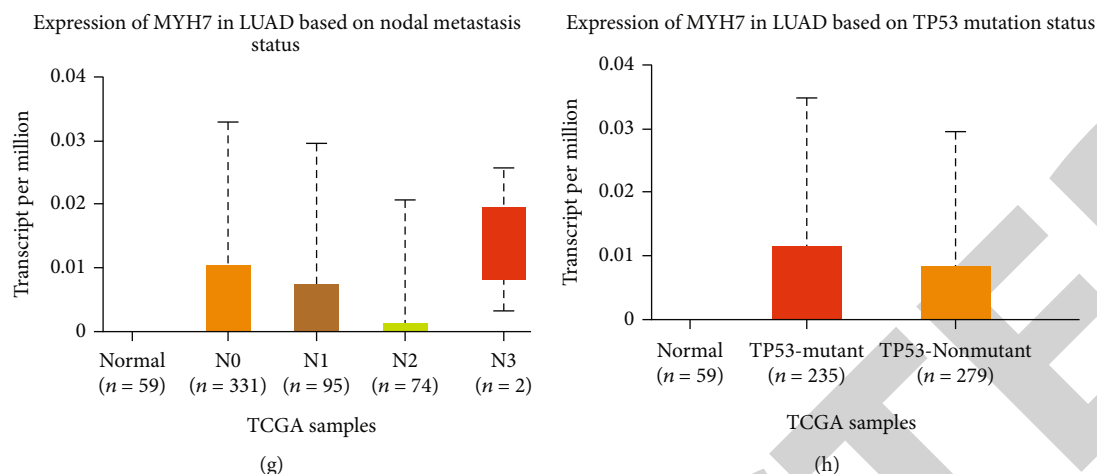 Expression of MYH7 in LUAD based on nodal metastasis
status
0.04
0.03
0.02
0.01
0
Transcript per million
Normal
(n = 59)
N0
(n = 331)
N1
(n = 95)
N2
(n = 74)
N3
(n = 2)
TCGA samples
(g)
Expression of MYH7 in LUAD based on TP53 mutation status
0.04
0.03
0.02
0.01
0
Transcript per million
Normal
(n = 59)
TP53-mutant
(n = 235)
TP53-Nonmutant
(n = 279)
TCGA samples
(h)